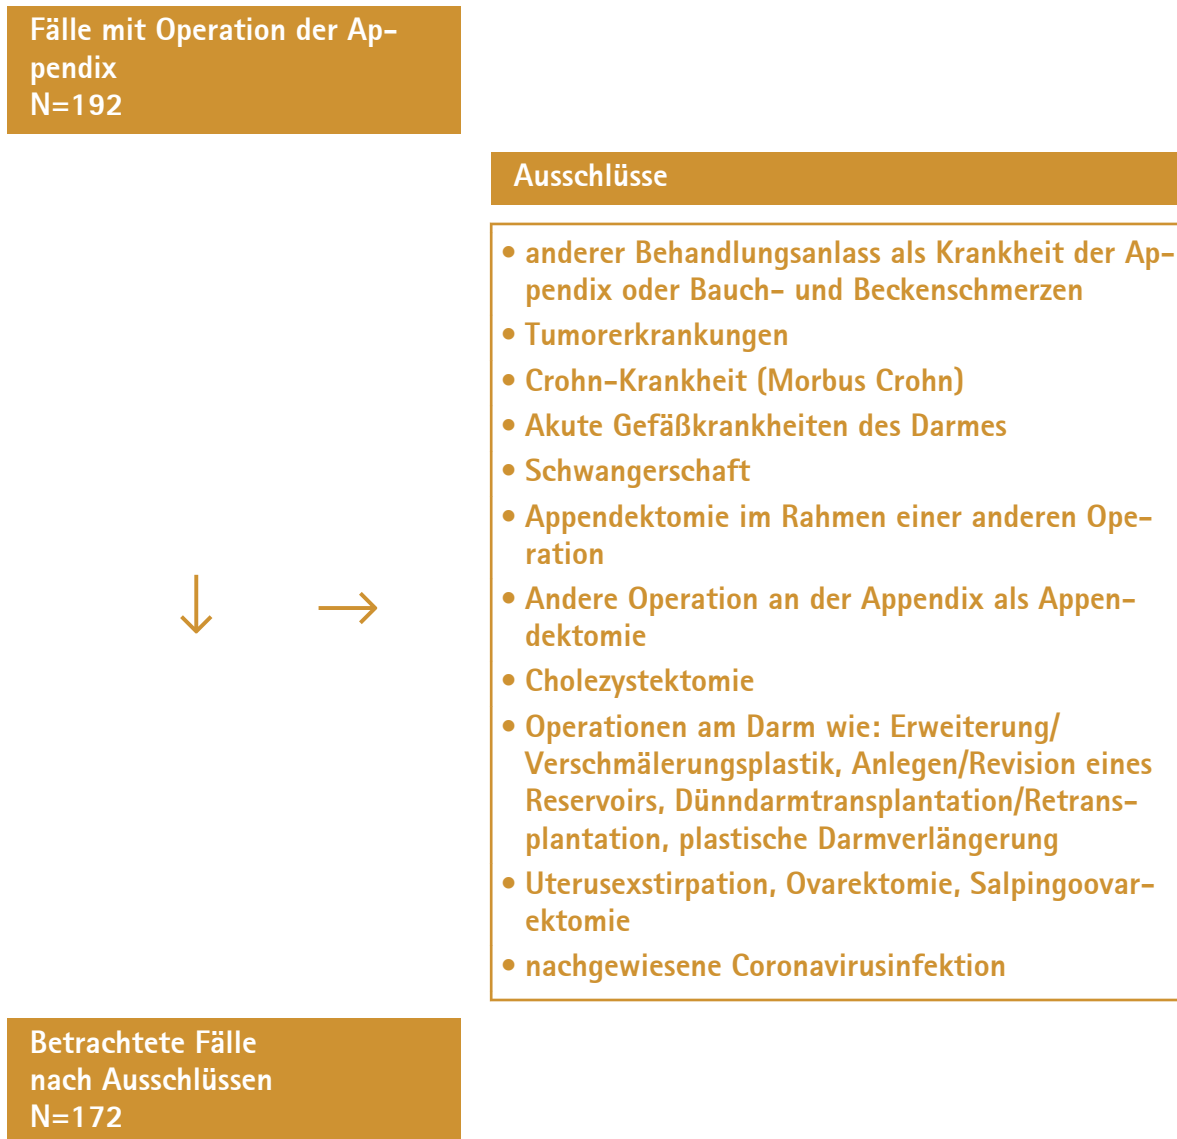 Fälle mit Operation der Ap-
pendix
N=192
Ausschlüsse
• anderer Behandlungsanlass als Krankheit der Ap-
pendix oder Bauch- und Beckenschmerzen
• Tumorerkrankungen
• Crohn-Krankheit (Morbus Crohn)
• Akute Gefäßkrankheiten des Darmes
• Schwangerschaft
• Appendektomie im Rahmen einer anderen Ope-
ration
• Andere Operation an der Appendix als Appen-
dektomie
• Cholezystektomie
• Operationen am Darm wie: Erweiterung/
Verschmälerungsplastik, Anlegen/Revision eines
Reservoirs, Dünndarmtransplantation/Retrans-
plantation, plastische Darmverlängerung
• Uterusexstirpation, Ovarektomie, Salpingoovar-
ektomie
• nachgewiesene Coronavirusinfektion
Betrachtete Fälle
nach Ausschlüssen
N=172